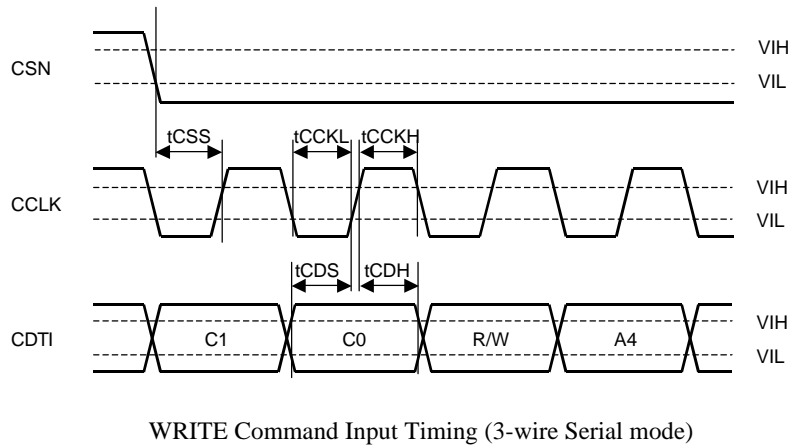 VIH
CSN
VIL
tCSS tCCKL tCCKH
VIH
CCLK
VIL
tCDS tCDH
VIH
CDTI C1 C0 R/W A4
VIL
WRITE Command Input Timing (3-wire Serial mode)